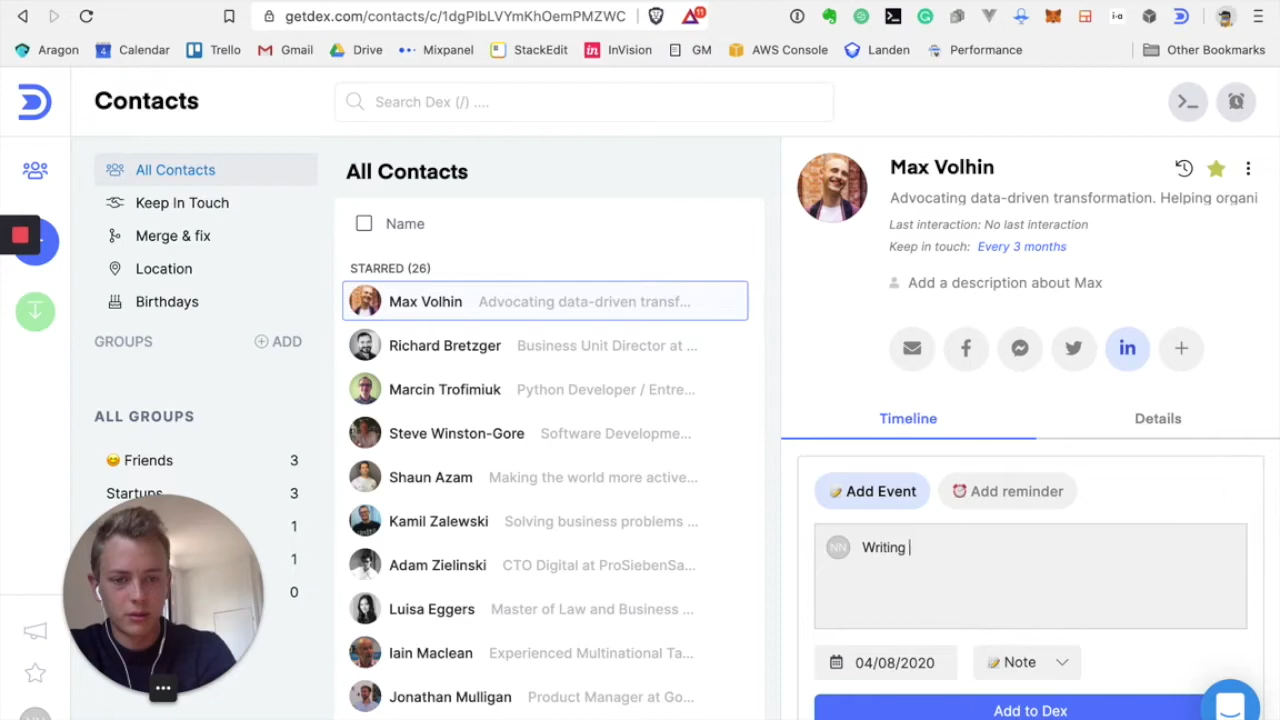 getdex.com/contacts/c/1dgPIbLVYmKhOemPMZWC
11
Aragon Calendar Trello Gmail Drive Mixpanel StackEdit InVision GM AWS Console Landen Performance Other Bookmarks
Contacts
Search Dex (/) ....
All Contacts
Keep In Touch
Merge & fix
Location
Birthdays
GROUPS
ADD
ALL GROUPS
Friends 3
Startups 3
1
1
0
All Contacts
Name
STARRED (26)
Max Volhin Advocating data-driven transf...
Richard Bretzger Business Unit Director at ...
Marcin Trofimiuk Python Developer / Entre...
Steve Winston-Gore Software Developme...
Shaun Azam Making the world more active...
Kamil Zalewski Solving business problems ...
Adam Zielinski CTO Digital at ProSiebenSa...
Luisa Eggers Master of Law and Business ...
Iain Maclean Experienced Multinational Ta...
Jonathan Mulligan Product Manager at Go...
Max Volhin
Advocating data-driven transformation. Helping organi
Last interaction: No last interaction
Keep in touch: Every 3 months
Add a description about Max
in
Timeline
Details
Add Event
Add reminder
NN
Writing
04/08/2020
Note
Add to Dex